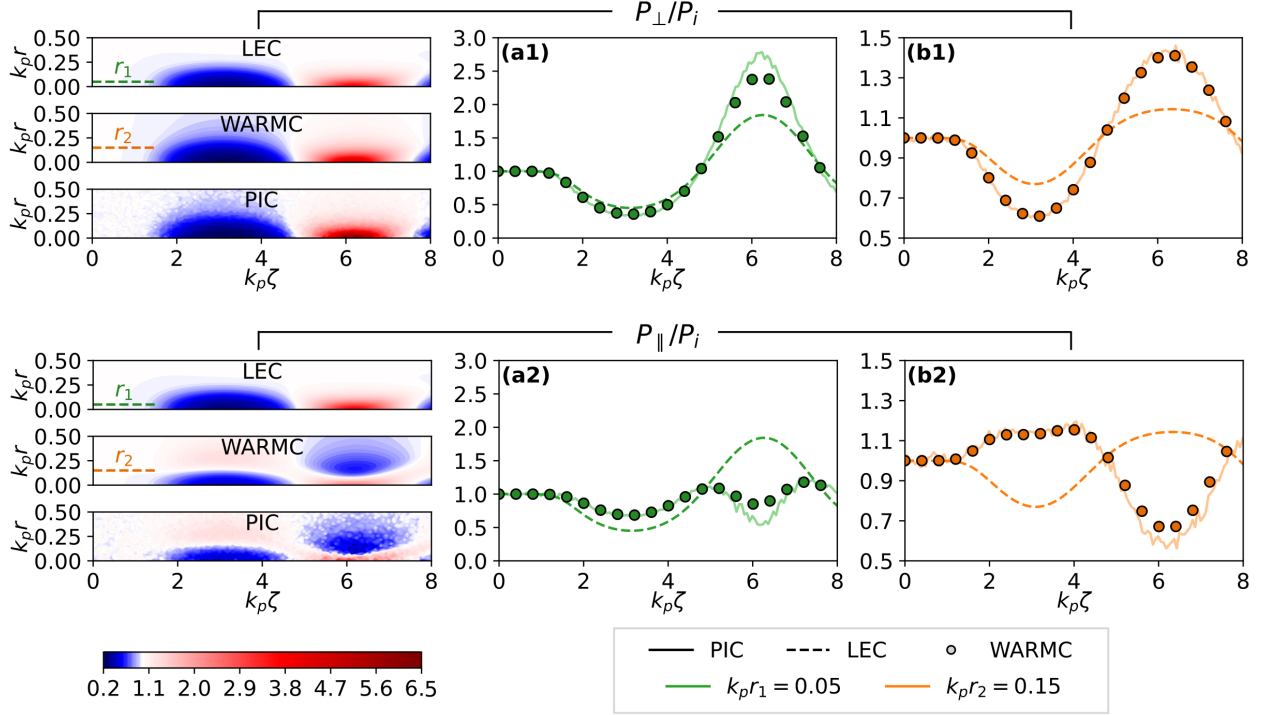 P⊥/Pi
0.50
0.25
0.00
kpr
LEC
r1
0.50
0.25
0.00
kpr
WARMC
r2
0.50
0.25
0.00
kpr
PIC
0 2 4 6 8
kpζ
(a1)
3.0
2.5
2.0
1.5
1.0
0.5
0.0
0 2 4 6 8
kpζ
(b1)
1.5
1.3
1.1
0.9
0.7
0.5
0 2 4 6 8
kpζ
P∥/Pi
0.50
0.25
0.00
kpr
LEC
r1
0.50
0.25
0.00
kpr
WARMC
r2
0.50
0.25
0.00
kpr
PIC
0 2 4 6 8
kpζ
(a2)
3.0
2.5
2.0
1.5
1.0
0.5
0.0
0 2 4 6 8
kpζ
(b2)
1.5
1.3
1.1
0.9
0.7
0.5
0 2 4 6 8
kpζ
0.2 1.1 2.0 2.9 3.8 4.7 5.6 6.5
PIC LEC WARMC
kpr1 = 0.05 kpr2 = 0.15